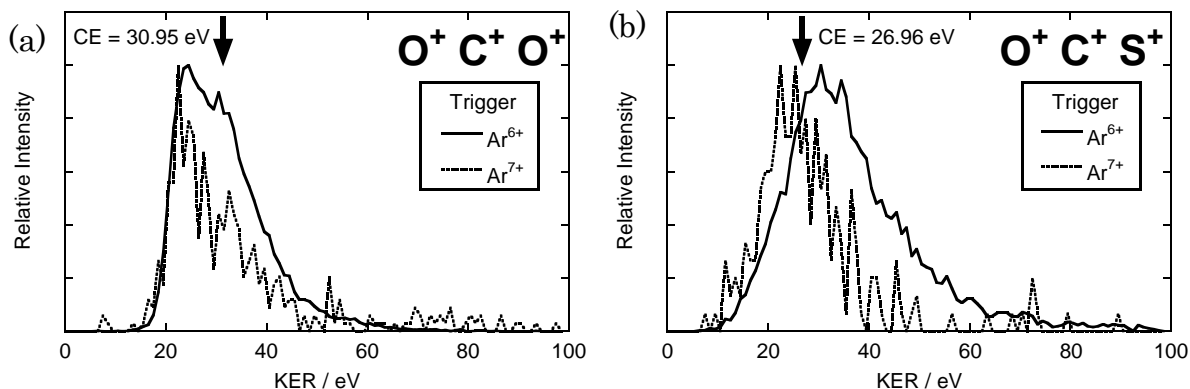 (a)
CE = 30.95 eV
O⁺ C⁺ O⁺
Trigger
Ar⁶⁺
Ar⁷⁺
Relative Intensity
0 20 40 60 80 100
KER / eV
(b)
CE = 26.96 eV
O⁺ C⁺ S⁺
Trigger
Ar⁶⁺
Ar⁷⁺
Relative Intensity
0 20 40 60 80 100
KER / eV